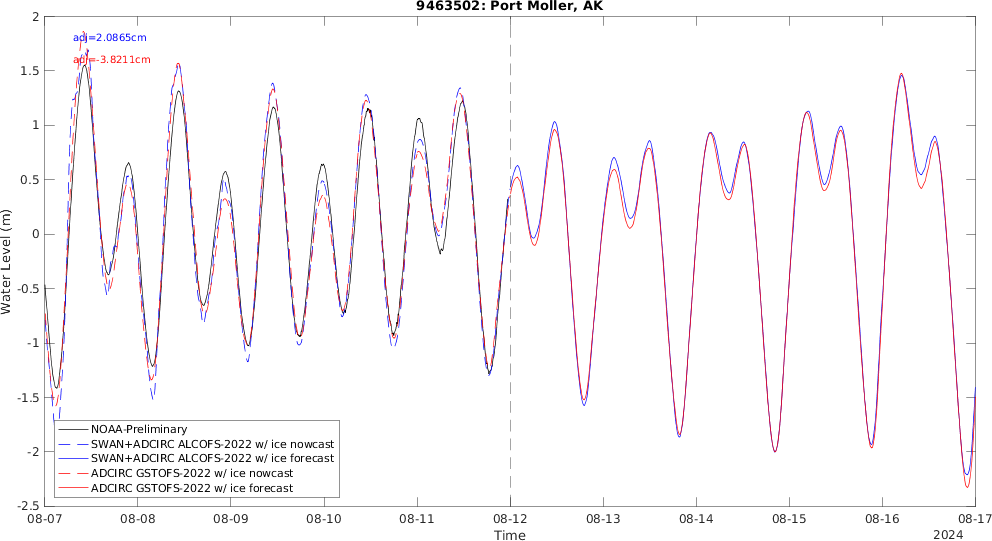 9463502: Port Moller, AK
adj=2.0865cm
adj=-3.8211cm
Water Level (m)
2
1.5
1
0.5
0
-0.5
-1
-1.5
-2
-2.5
NOAA-Preliminary
SWAN+ADCIRC ALCOFS-2022 w/ ice nowcast
SWAN+ADCIRC ALCOFS-2022 w/ ice forecast
ADCIRC GSTOFS-2022 w/ ice nowcast
ADCIRC GSTOFS-2022 w/ ice forecast
08-07 08-08 08-09 08-10 08-11 08-12 08-13 08-14 08-15 08-16 08-17
Time
2024